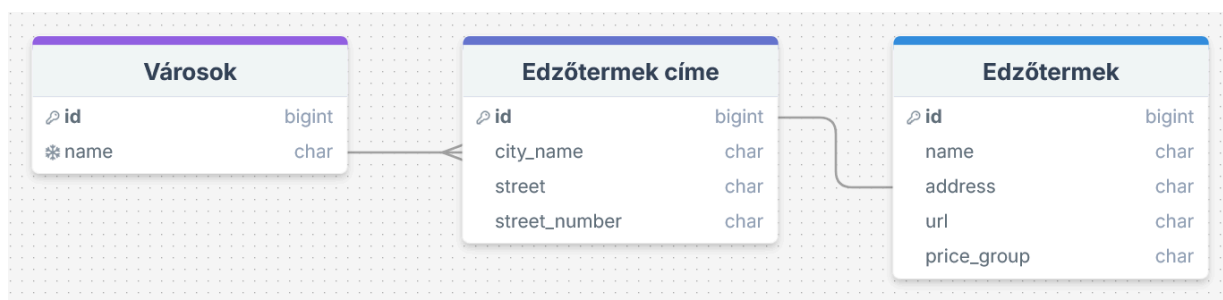 Városok
id bigint
name char
Edzőtermek címe
id bigint
city_name char
street char
street_number char
Edzőtermek
id bigint
name char
address char
url char
price_group char